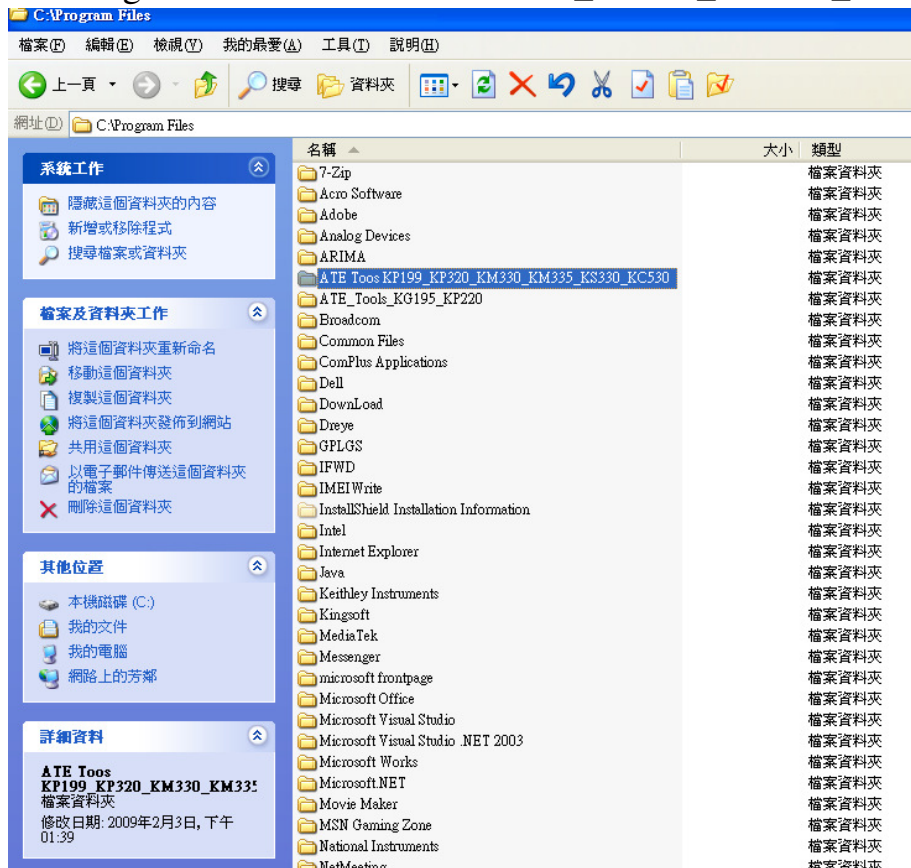 C:\Program Files
檔案(F) 編輯(E) 檢視(V) 我的最愛(A) 工具(T) 說明(H)
上一頁 搜尋 資料夾
網址(D) C:\Program Files
系統工作
隱藏這個資料夾的內容
新增或移除程式
搜尋檔案或資料夾
檔案及資料夾工作
將這個資料夾重新命名
移動這個資料夾
複製這個資料夾
將這個資料夾發佈到網站
共用這個資料夾
以電子郵件傳送這個資料夾
的檔案
刪除這個資料夾
其他位置
本機磁碟 (C:)
我的文件
我的電腦
網路上的芳鄰
詳細資料
ATE Toos
KP199_KP320_KM330_KM335
檔案資料夾
修改日期: 2009年2月3日, 下午
01:39
名稱 大小 類型
7-Zip 檔案資料夾
Acro Software 檔案資料夾
Adobe 檔案資料夾
Analog Devices 檔案資料夾
ARIMA 檔案資料夾
ATE Toos KP199_KP320_KM330_KM335_KS330_KC530 檔案資料夾
ATE_Tools_KG195_KP220 檔案資料夾
Broadcom 檔案資料夾
Common Files 檔案資料夾
ComPlus Applications 檔案資料夾
Dell 檔案資料夾
DownLoad 檔案資料夾
Dreye 檔案資料夾
GPLGS 檔案資料夾
IFWD 檔案資料夾
IMEIWrite 檔案資料夾
InstallShield Installation Information 檔案資料夾
Intel 檔案資料夾
Internet Explorer 檔案資料夾
Java 檔案資料夾
Keithley Instruments 檔案資料夾
Kingsoft 檔案資料夾
MediaTek 檔案資料夾
Messenger 檔案資料夾
microsoft frontpage 檔案資料夾
Microsoft Office 檔案資料夾
Microsoft Visual Studio 檔案資料夾
Microsoft Visual Studio .NET 2003 檔案資料夾
Microsoft Works 檔案資料夾
Microsoft.NET 檔案資料夾
Movie Maker 檔案資料夾
MSN Gaming Zone 檔案資料夾
National Instruments 檔案資料夾
NetMeeting 檔案資料夾